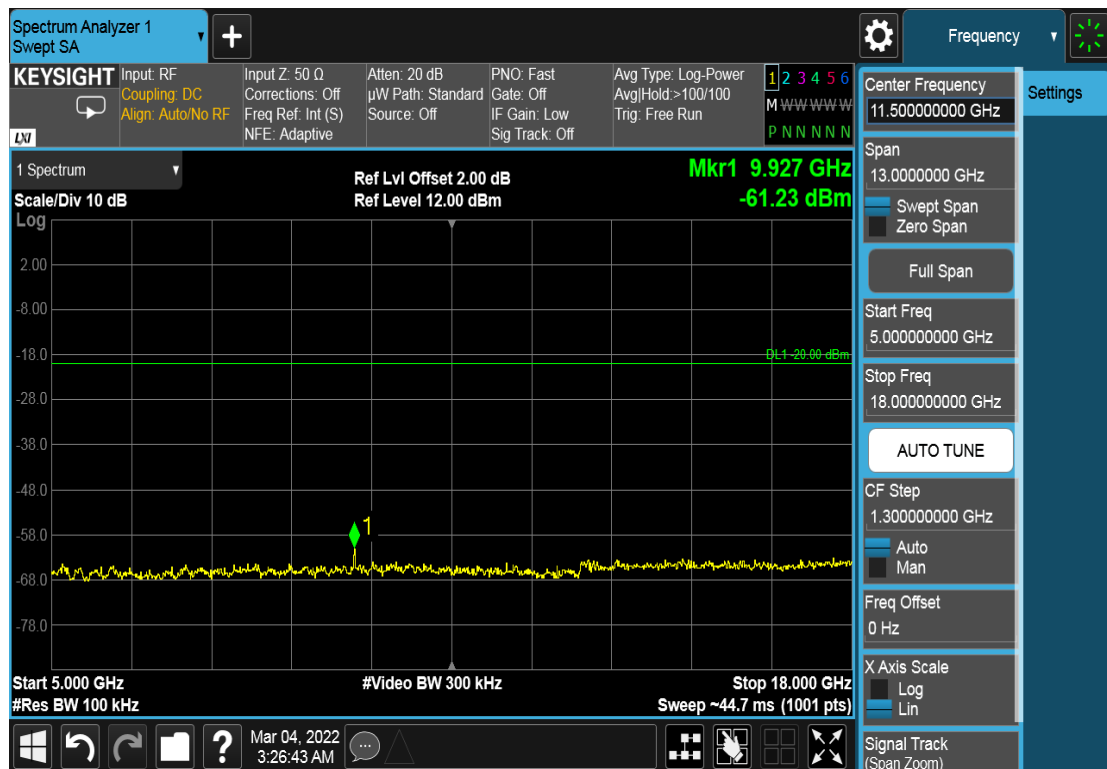 Spectrum Analyzer 1
Swept SA
+
Frequency
KEYSIGHT
LXI
Input: RF
Coupling: DC
Align: Auto/No RF
Input Z: 50 Ω
Corrections: Off
Freq Ref: Int (S)
NFE: Adaptive
Atten: 20 dB
µW Path: Standard
Source: Off
PNO: Fast
Gate: Off
IF Gain: Low
Sig Track: Off
Avg Type: Log-Power
Avg|Hold:>100/100
Trig: Free Run
1 2 3 4 5 6
M W W W W W
P N N N N N
1 Spectrum
Scale/Div 10 dB
Log
Ref Lvl Offset 2.00 dB
Ref Level 12.00 dBm
Mkr1 9.927 GHz
-61.23 dBm
2.00
-8.00
-18.0
DL1 -20.00 dBm
-28.0
-38.0
-48.0
-58.0
1
-68.0
-78.0
Start 5.000 GHz
#Video BW 300 kHz
Stop 18.000 GHz
#Res BW 100 kHz
Sweep ~44.7 ms (1001 pts)
?
Mar 04, 2022
3:26:43 AM
Center Frequency
11.500000000 GHz
Settings
Span
13.0000000 GHz
Swept Span
Zero Span
Full Span
Start Freq
5.000000000 GHz
Stop Freq
18.000000000 GHz
AUTO TUNE
CF Step
1.300000000 GHz
Auto
Man
Freq Offset
0 Hz
X Axis Scale
Log
Lin
Signal Track
(Span Zoom)